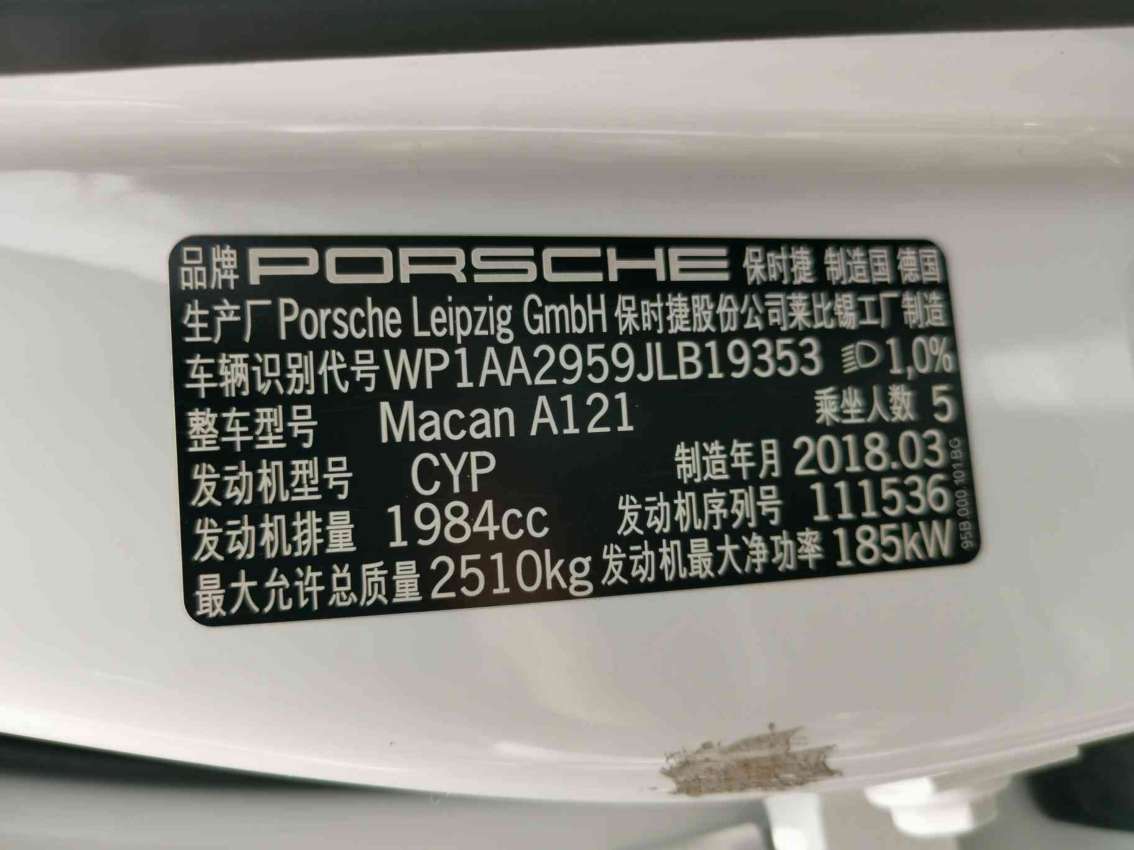 品牌 PORSCHE 保时捷 制造国 德国
生产厂 Porsche Leipzig GmbH 保时捷股份公司莱比锡工厂制造
车辆识别代号 WP1AA2959JLB19353 1,0%
整车型号 Macan A121 乘坐人数 5
发动机型号 CYP 制造年月 2018.03
发动机排量 1984cc 发动机序列号 111536
最大允许总质量 2510kg 发动机最大净功率 185kW
95B.000.101.BG